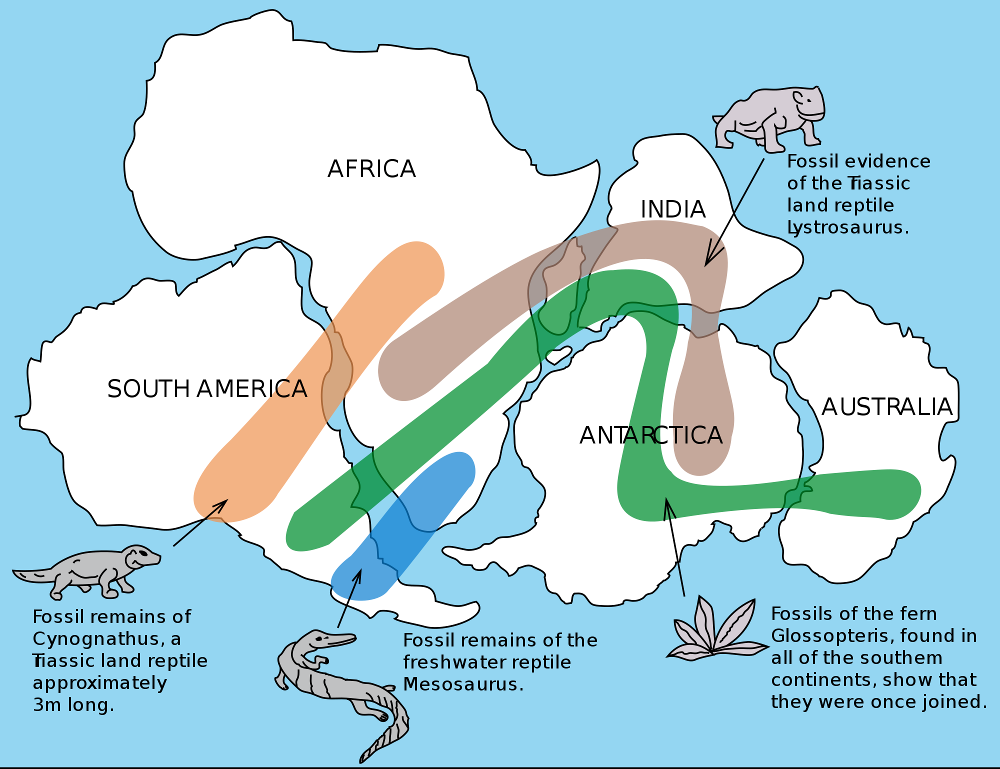 AFRICA
INDIA
SOUTH AMERICA
ANTARCTICA
AUSTRALIA
Fossil evidence
of the Triassic
land reptile
Lystrosaurus.
Fossil remains of
Cynognathus, a
Triassic land reptile
approximately
3m long.
Fossil remains of the
freshwater reptile
Mesosaurus.
Fossils of the fern
Glossopteris, found in
all of the southem
continents, show that
they were once joined.